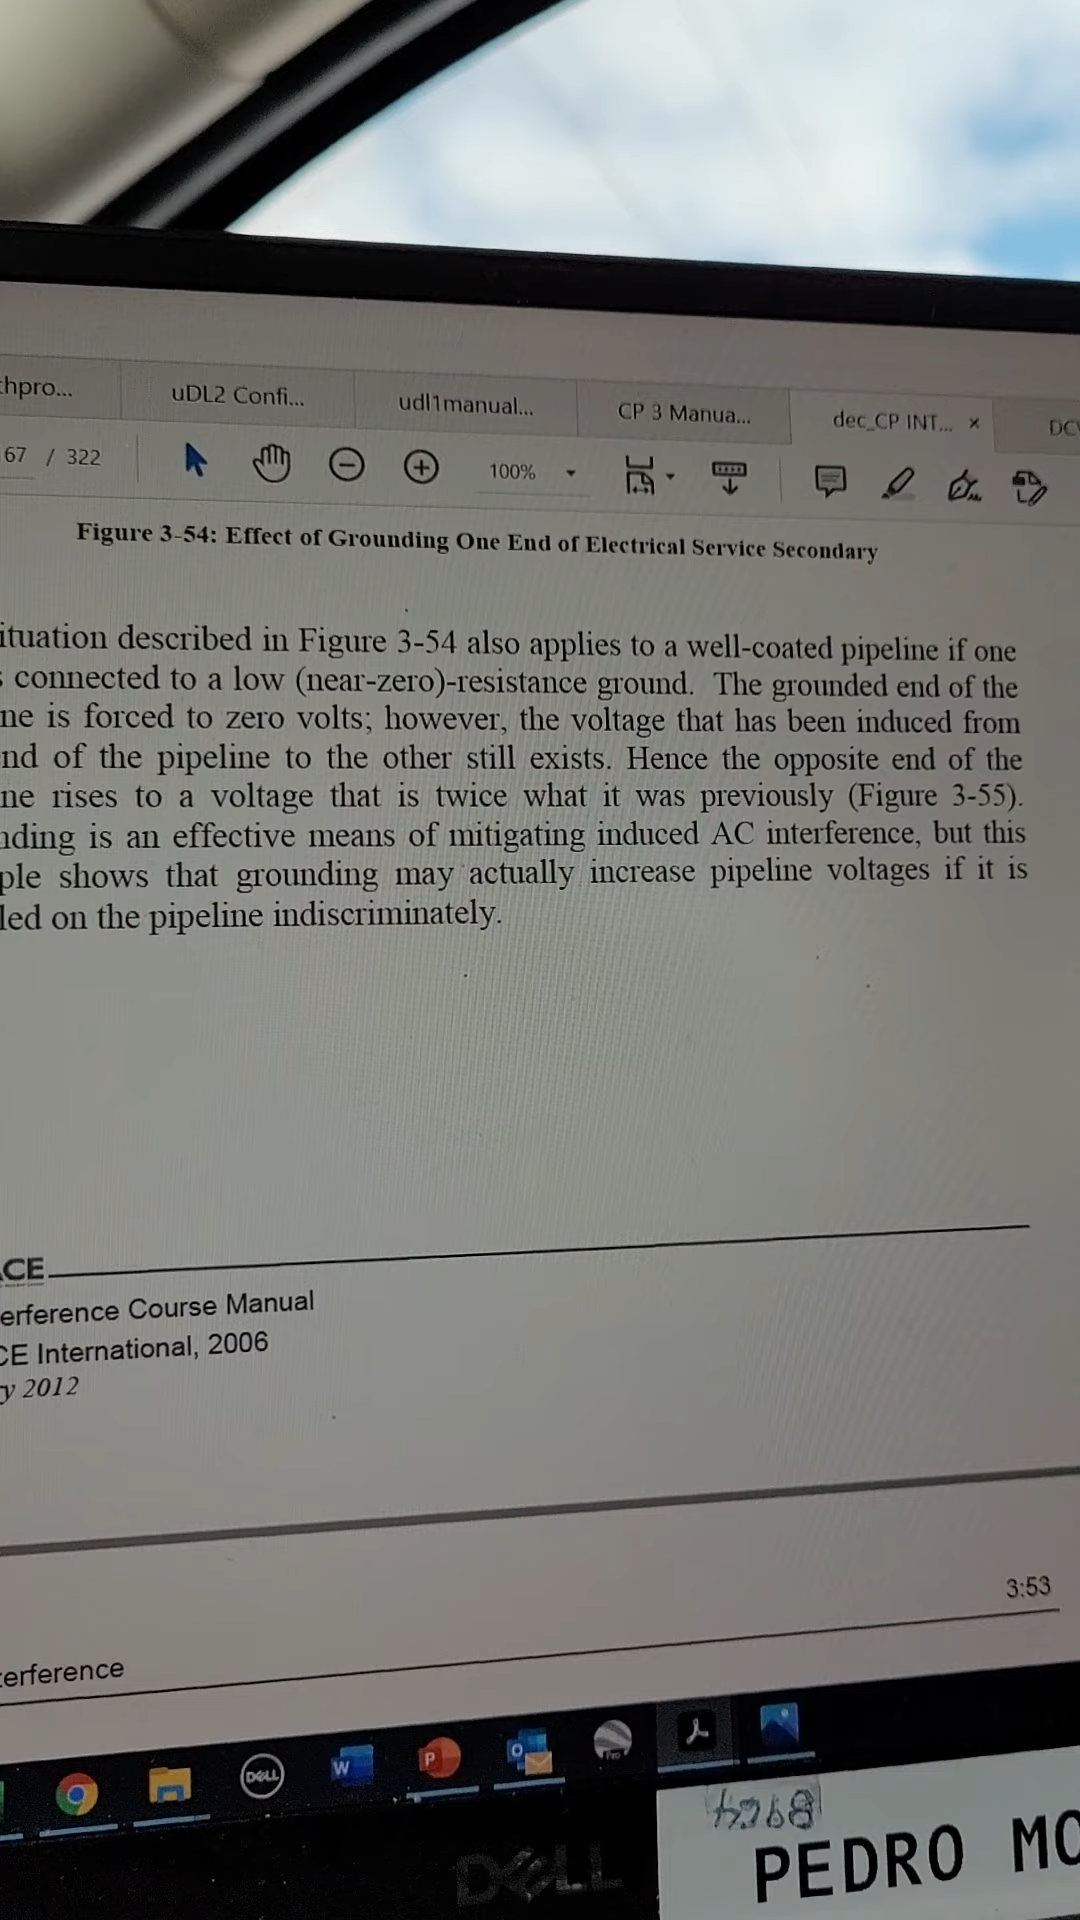 hpro...
uDL2 Confi...
udl1manual...
CP 3 Manua...
dec_CP INT... ×
DC
67 / 322
100%
Figure 3-54: Effect of Grounding One End of Electrical Service Secondary
ituation described in Figure 3-54 also applies to a well-coated pipeline if one
connected to a low (near-zero)-resistance ground. The grounded end of the
ne is forced to zero volts; however, the voltage that has been induced from
nd of the pipeline to the other still exists. Hence the opposite end of the
ne rises to a voltage that is twice what it was previously (Figure 3-55).
ding is an effective means of mitigating induced AC interference, but this
ple shows that grounding may actually increase pipeline voltages if it is
led on the pipeline indiscriminately.
CE
erference Course Manual
CE International, 2006
y 2012
3:53
erference
DELL
W
P
O
Pro
DELL
PEDRO MO